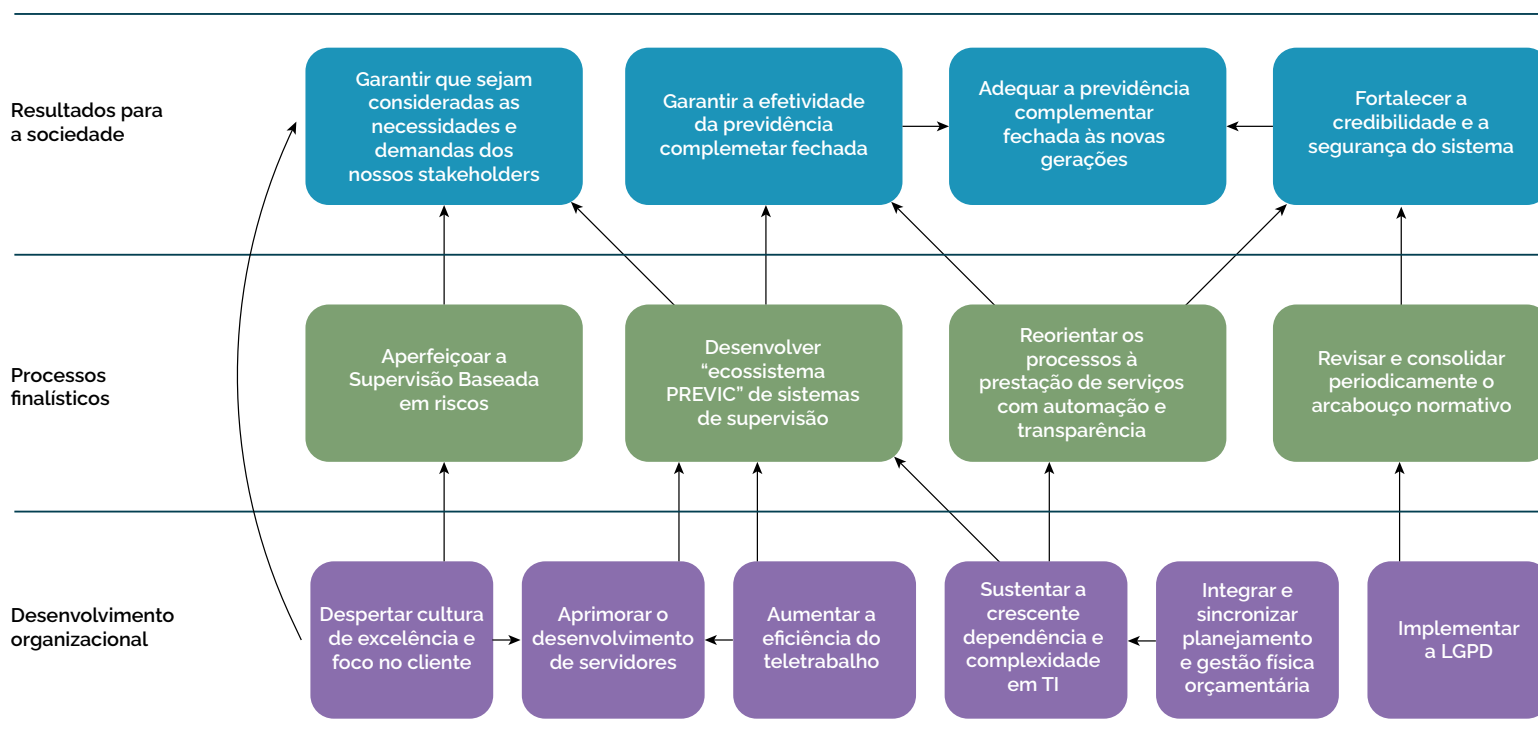 Resultados para
a sociedade
Garantir que sejam
consideradas as
necessidades e
demandas dos
nossos stakeholders
Garantir a efetividade
da previdência
complemetar fechada
Adequar a previdência
complementar
fechada às novas
gerações
Fortalecer a
credibilidade e a
segurança do sistema
Processos
finalísticos
Aperfeiçoar a
Supervisão Baseada
em riscos
Desenvolver
“ecossistema
PREVIC” de sistemas
de supervisão
Reorientar os
processos à
prestação de serviços
com automação e
transparência
Revisar e consolidar
periodicamente o
arcabouço normativo
Desenvolvimento
organizacional
Despertar cultura
de excelência e
foco no cliente
Aprimorar o
desenvolvimento
de servidores
Aumentar a
eficiência do
teletrabalho
Sustentar a
crescente
dependência e
complexidade
em TI
Integrar e
sincronizar
planejamento
e gestão física
orçamentária
Implementar
a LGPD